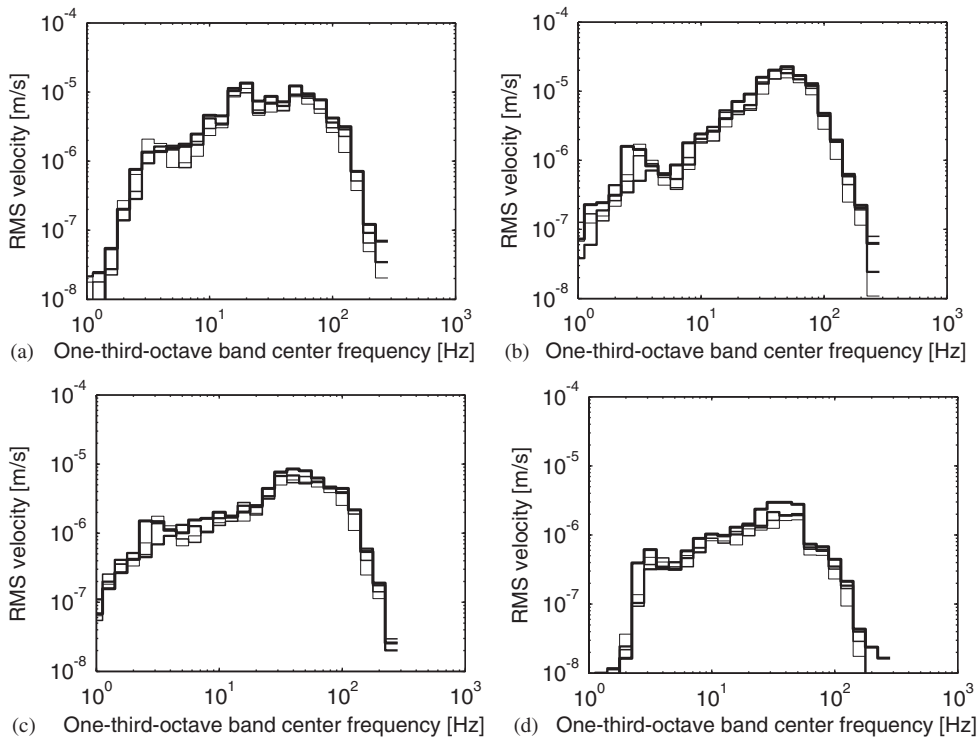 10^-4
10^-5
10^-6
10^-7
10^-8
RMS velocity [m/s]
10^0 10^1 10^2 10^3
(a) One-third-octave band center frequency [Hz]
10^-4
10^-5
10^-6
10^-7
10^-8
RMS velocity [m/s]
10^0 10^1 10^2 10^3
(b) One-third-octave band center frequency [Hz]
10^-4
10^-5
10^-6
10^-7
10^-8
RMS velocity [m/s]
10^0 10^1 10^2 10^3
(c) One-third-octave band center frequency [Hz]
10^-4
10^-5
10^-6
10^-7
10^-8
RMS velocity [m/s]
10^0 10^1 10^2 10^3
(d) One-third-octave band center frequency [Hz]